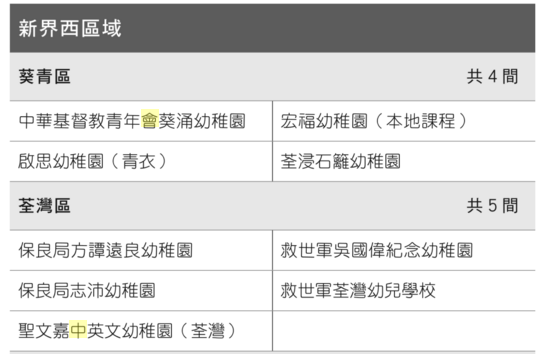 新界西區域
葵青區 共 4 間
中華基督教青年會葵涌幼稚園 宏福幼稚園（本地課程）
啟思幼稚園（青衣） 荃浸石籬幼稚園
荃灣區 共 5 間
保良局方譚遠良幼稚園 救世軍吳國偉紀念幼稚園
保良局志沛幼稚園 救世軍荃灣幼兒學校
聖文嘉中英文幼稚園（荃灣）